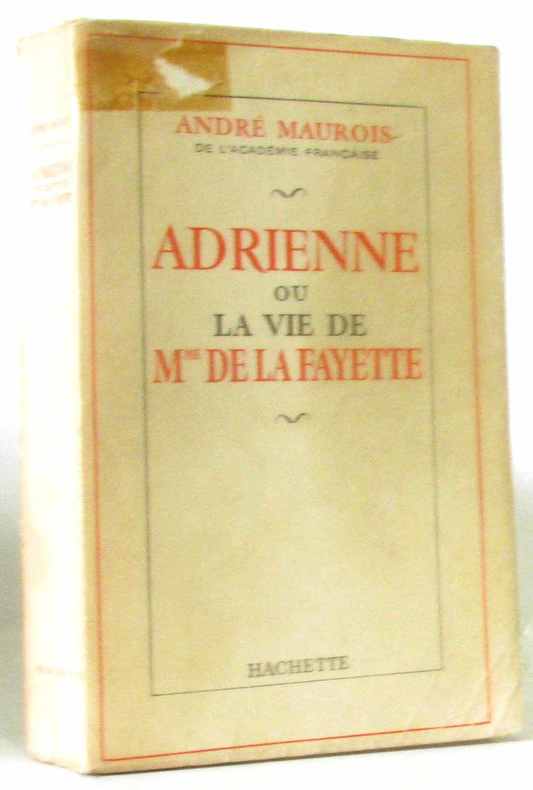 ANDRÉ MAUROIS
DE L'ACADÉMIE FRANÇAISE
ADRIENNE
OU
LA VIE DE
Mme DE LA FAYETTE
HACHETTE